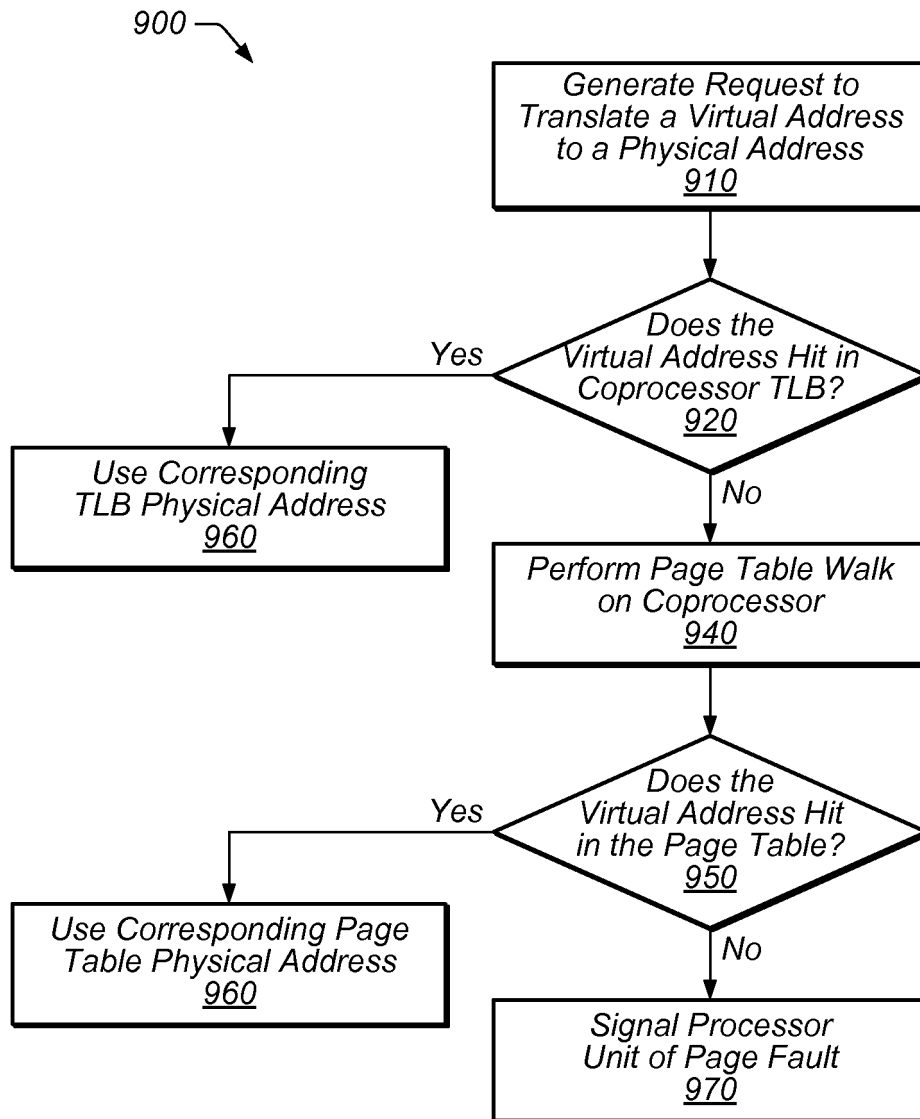 900
Generate Request to
Translate a Virtual Address
to a Physical Address
910
Does the
Virtual Address Hit in
Coprocessor TLB?
920
Yes
Use Corresponding
TLB Physical Address
960
No
Perform Page Table Walk
on Coprocessor
940
Does the
Virtual Address Hit
in the Page Table?
950
Yes
Use Corresponding Page
Table Physical Address
960
No
Signal Processor
Unit of Page Fault
970